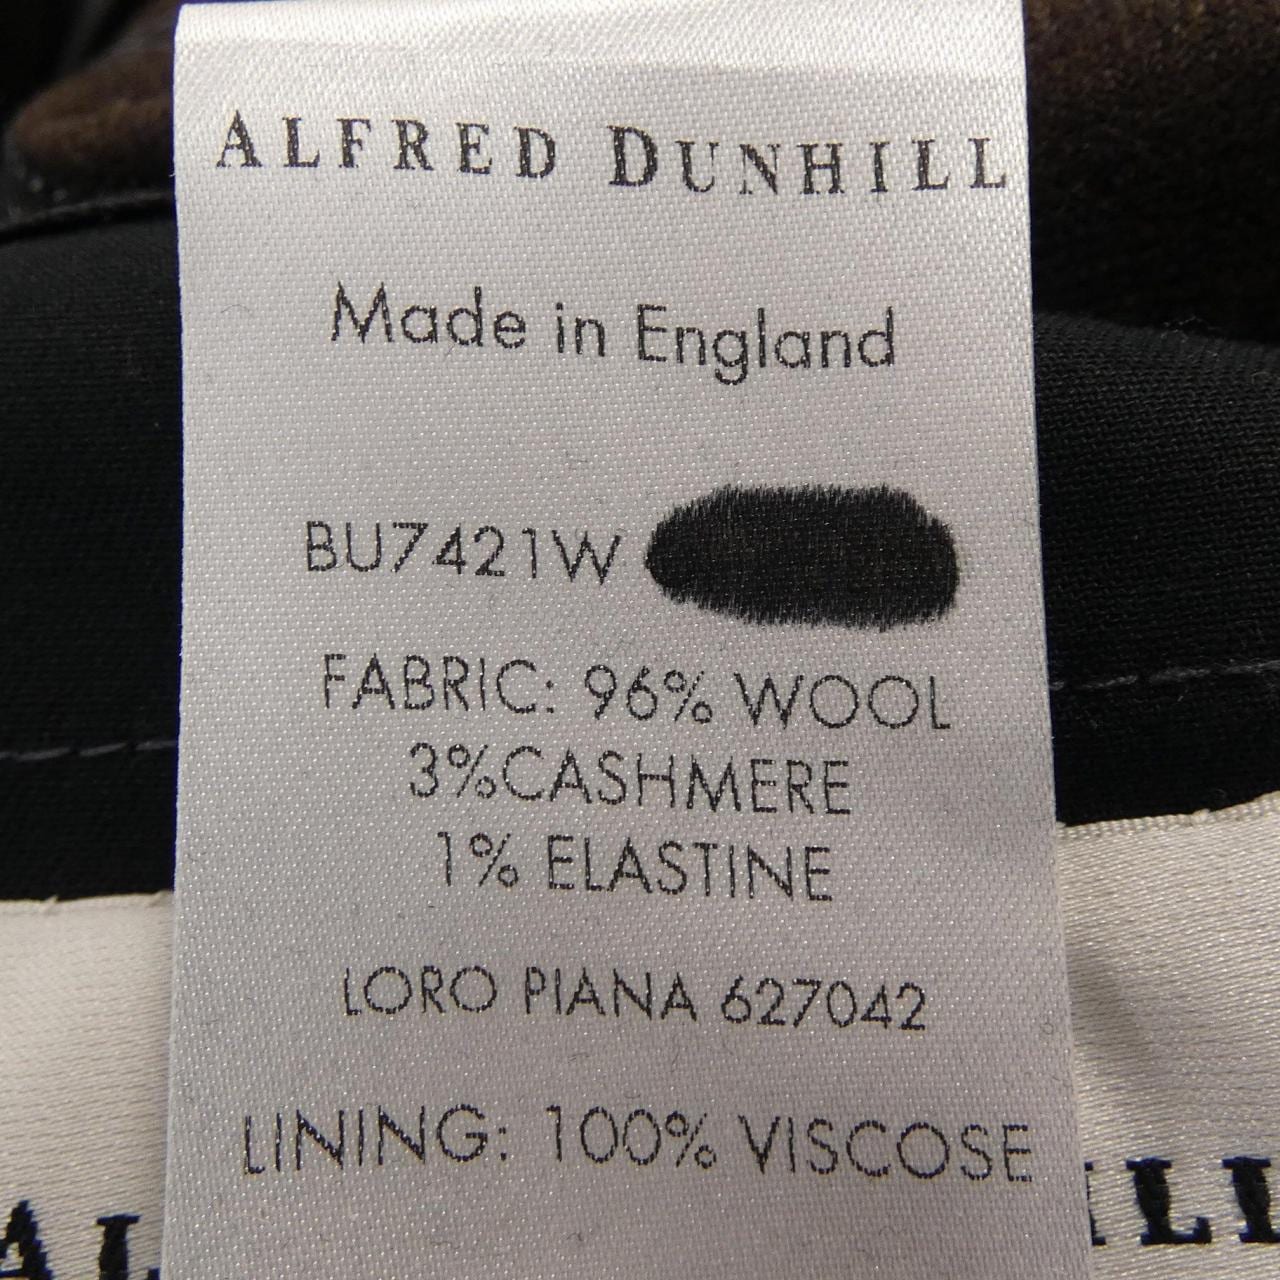 ALFRED DUNHILL
Made in England
BU7421W
FABRIC: 96% WOOL
3%CASHMERE
1% ELASTINE
LORO PIANA 627042
LINING: 100% VISCOSE